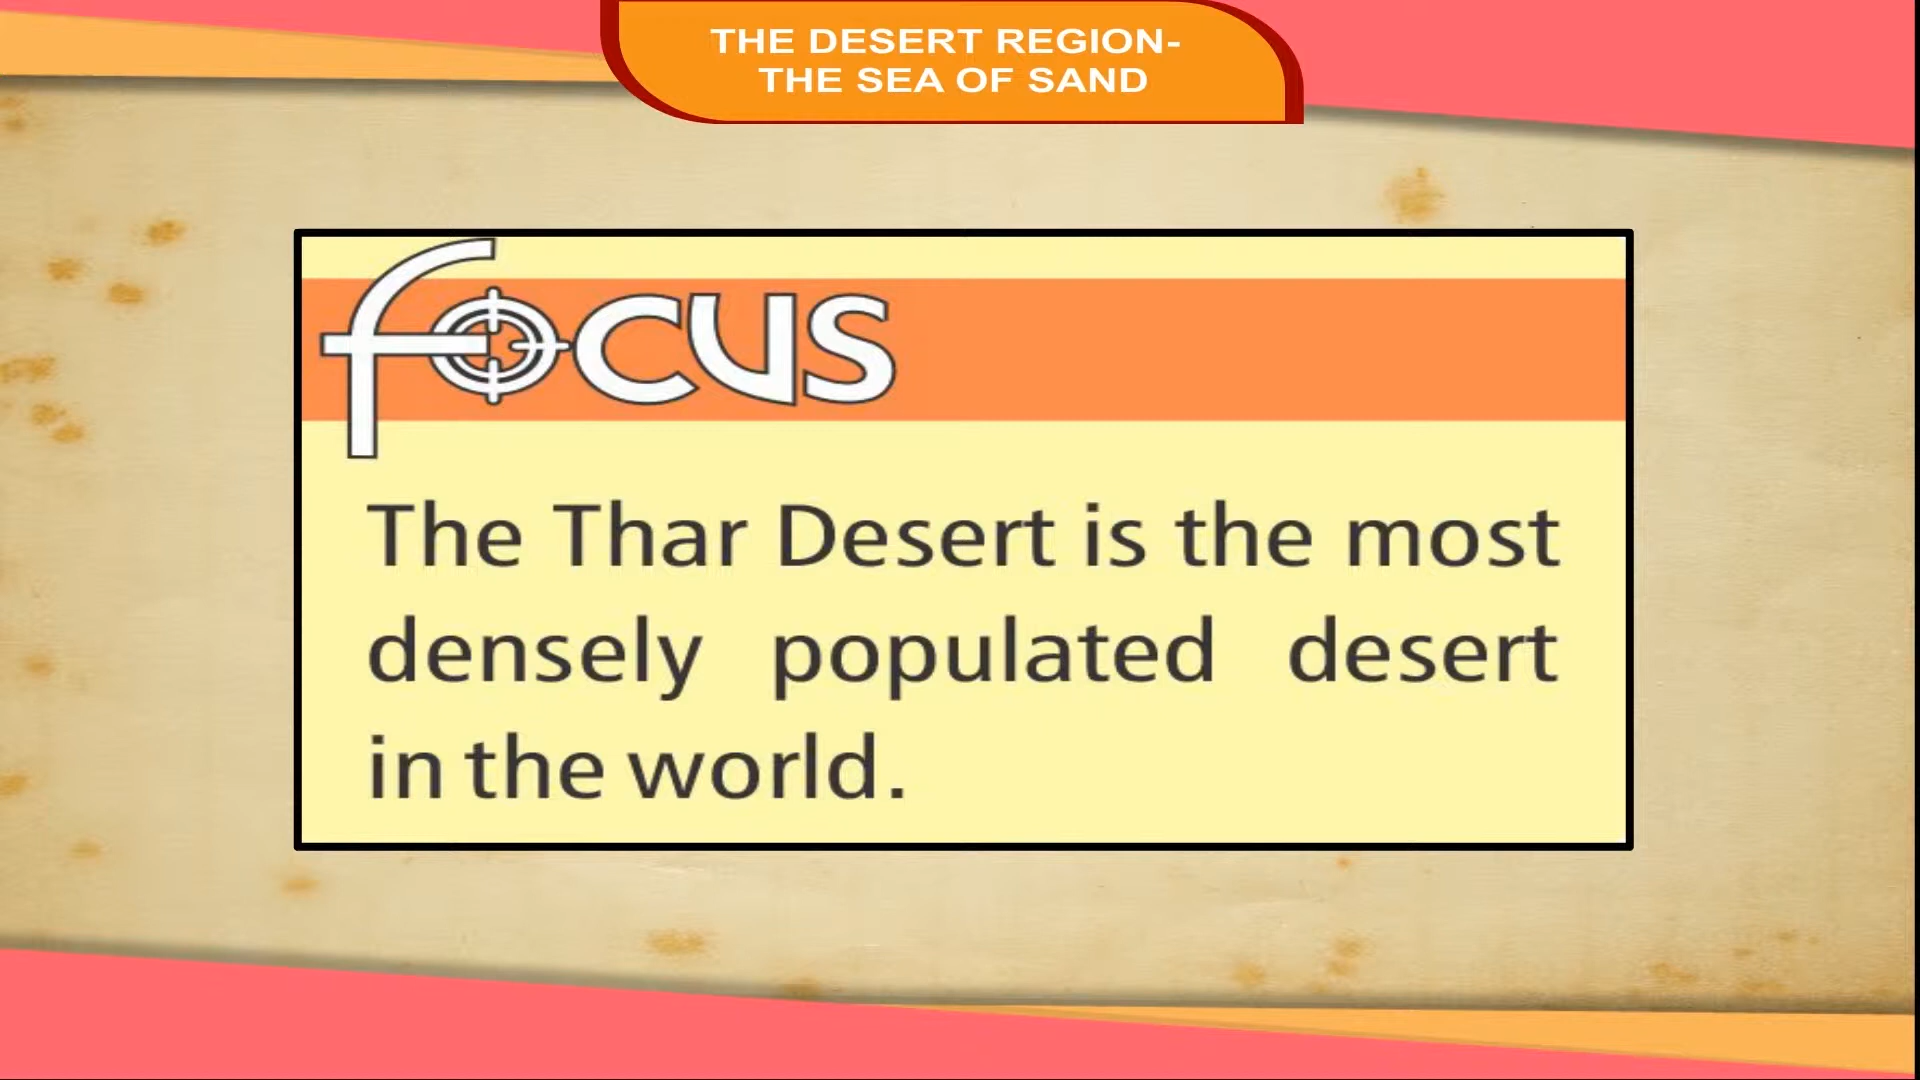 THE DESERT REGION-
THE SEA OF SAND
focus
The Thar Desert is the most
densely populated desert
in the world.